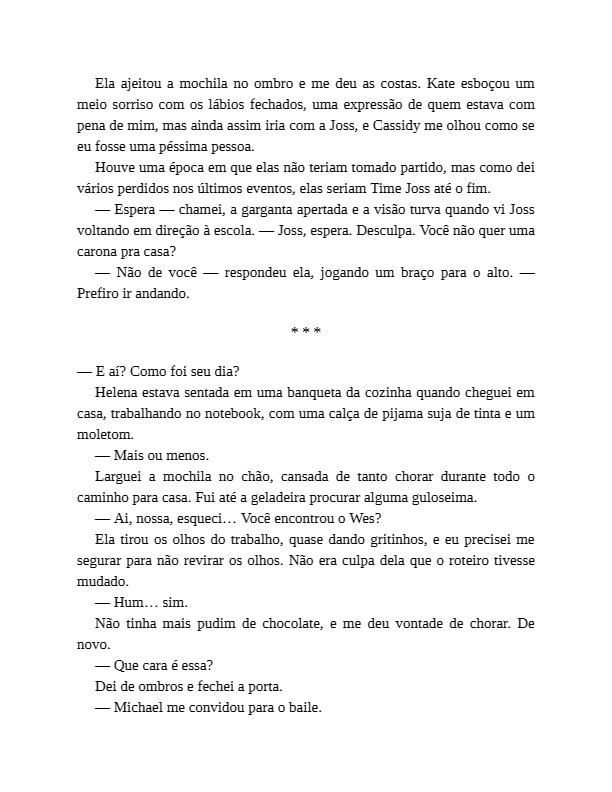 Ela ajeitou a mochila no ombro e me deu as costas. Kate esboçou um
meio sorriso com os lábios fechados, uma expressão de quem estava com
pena de mim, mas ainda assim iria com a Joss, e Cassidy me olhou como se
eu fosse uma péssima pessoa.
Houve uma época em que elas não teriam tomado partido, mas como dei
vários perdidos nos últimos eventos, elas seriam Time Joss até o fim.
— Espera — chamei, a garganta apertada e a visão turva quando vi Joss
voltando em direção à escola. — Joss, espera. Desculpa. Você não quer uma
carona pra casa?
— Não de você — respondeu ela, jogando um braço para o alto. —
Prefiro ir andando.
* * *
— E aí? Como foi seu dia?
Helena estava sentada em uma banqueta da cozinha quando cheguei em
casa, trabalhando no notebook, com uma calça de pijama suja de tinta e um
moletom.
— Mais ou menos.
Larguei a mochila no chão, cansada de tanto chorar durante todo o
caminho para casa. Fui até a geladeira procurar alguma guloseima.
— Ai, nossa, esqueci… Você encontrou o Wes?
Ela tirou os olhos do trabalho, quase dando gritinhos, e eu precisei me
segurar para não revirar os olhos. Não era culpa dela que o roteiro tivesse
mudado.
— Hum… sim.
Não tinha mais pudim de chocolate, e me deu vontade de chorar. De
novo.
— Que cara é essa?
Dei de ombros e fechei a porta.
— Michael me convidou para o baile.